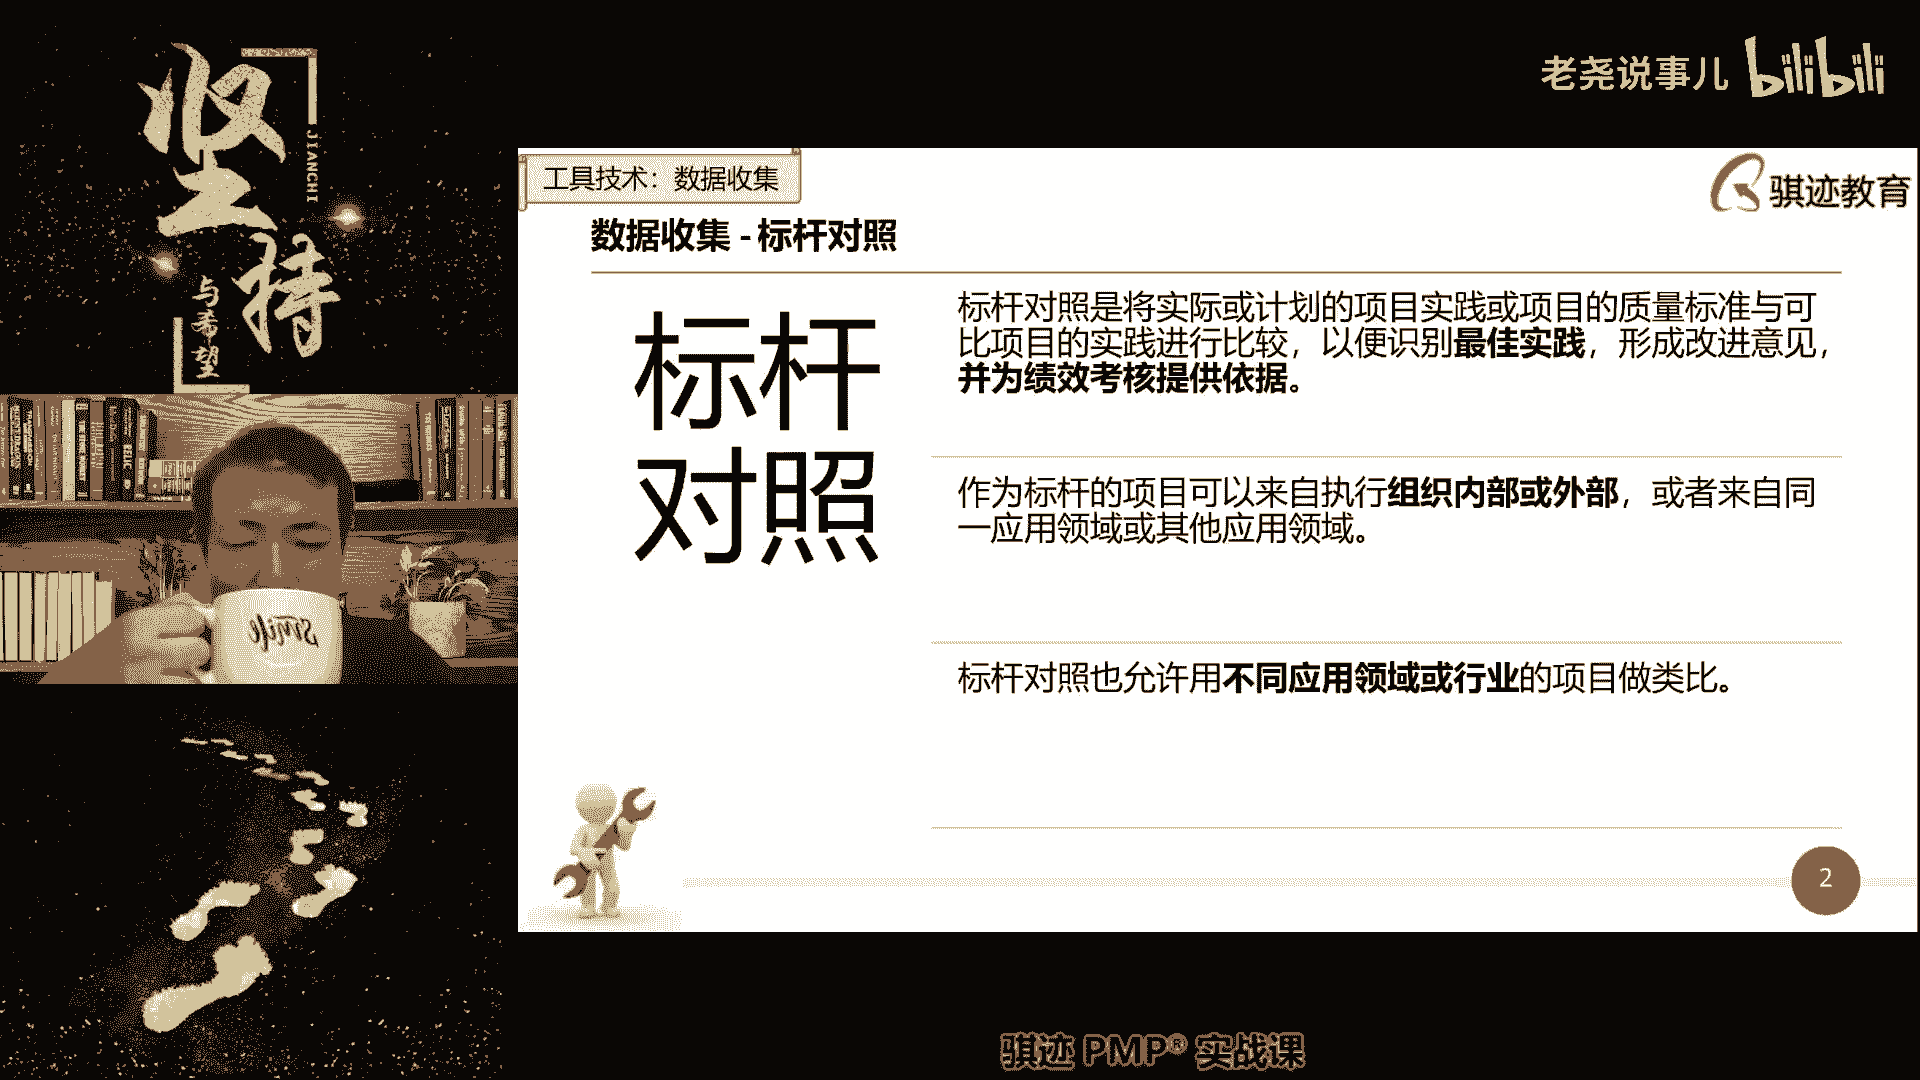 坚持
JIANCHI
与希望
老尧说事儿 bilibili
工具技术：数据收集
骐迹教育
数据收集 - 标杆对照
标杆
对照
标杆对照是将实际或计划的项目实践或项目的质量标准与可
比项目的实践进行比较，以便识别最佳实践，形成改进意见，
并为绩效考核提供依据。
作为标杆的项目可以来自执行组织内部或外部，或者来自同
一应用领域或其他应用领域。
标杆对照也允许用不同应用领域或行业的项目做类比。
smile
2
骐迹 PMP® 实战课